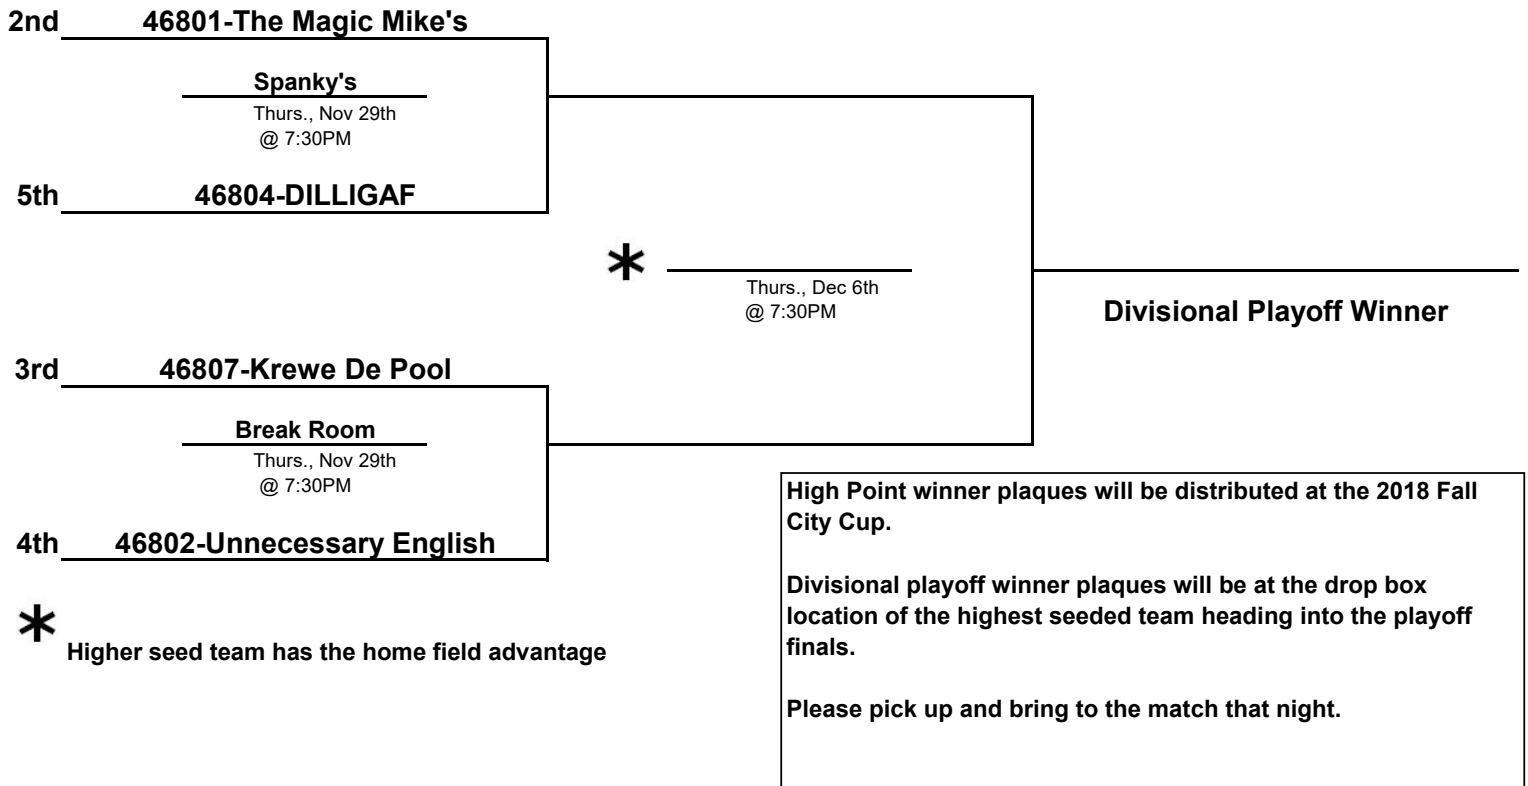 2nd 46801-The Magic Mike's
Spanky's
Thurs., Nov 29th
@ 7:30PM
5th 46804-DILLIGAF
*
Thurs., Dec 6th
@ 7:30PM
Divisional Playoff Winner
3rd 46807-Krewe De Pool
Break Room
Thurs., Nov 29th
@ 7:30PM
4th 46802-Unnecessary English
* Higher seed team has the home field advantage
High Point winner plaques will be distributed at the 2018 Fall
City Cup.
Divisional playoff winner plaques will be at the drop box
location of the highest seeded team heading into the playoff
finals.
Please pick up and bring to the match that night.